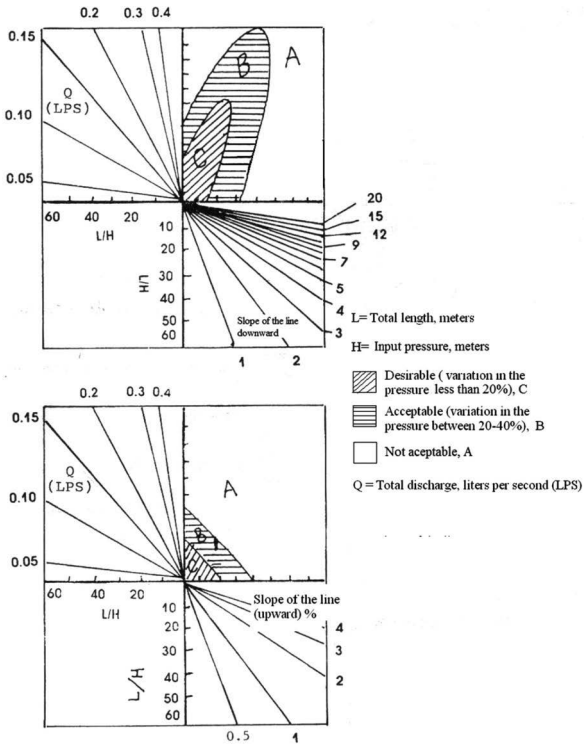 0.2 0.3 0.4
0.15
Q
(LPS)
0.10
0.05
B
A
C
60 40 20
L/H
L/H
10
20
30
40
50
60
20
15
12
9
7
5
4
3
Slope of the line
downward
1 2
L= Total length, meters
H= Input pressure, meters
Desirable ( variation in the
pressure less than 20%), C
Acceptable (variation in the
pressure between 20-40%), B
Not aceptable, A
Q = Total discharge, liters per second (LPS)
0.2 0.3 0.4
0.15
Q
(LPS)
0.10
0.05
A
B
C
60 40 20
L/H
Slope of the line
(upward) %
L/H
10
20
30
40
50
60
4
3
2
0.5 1